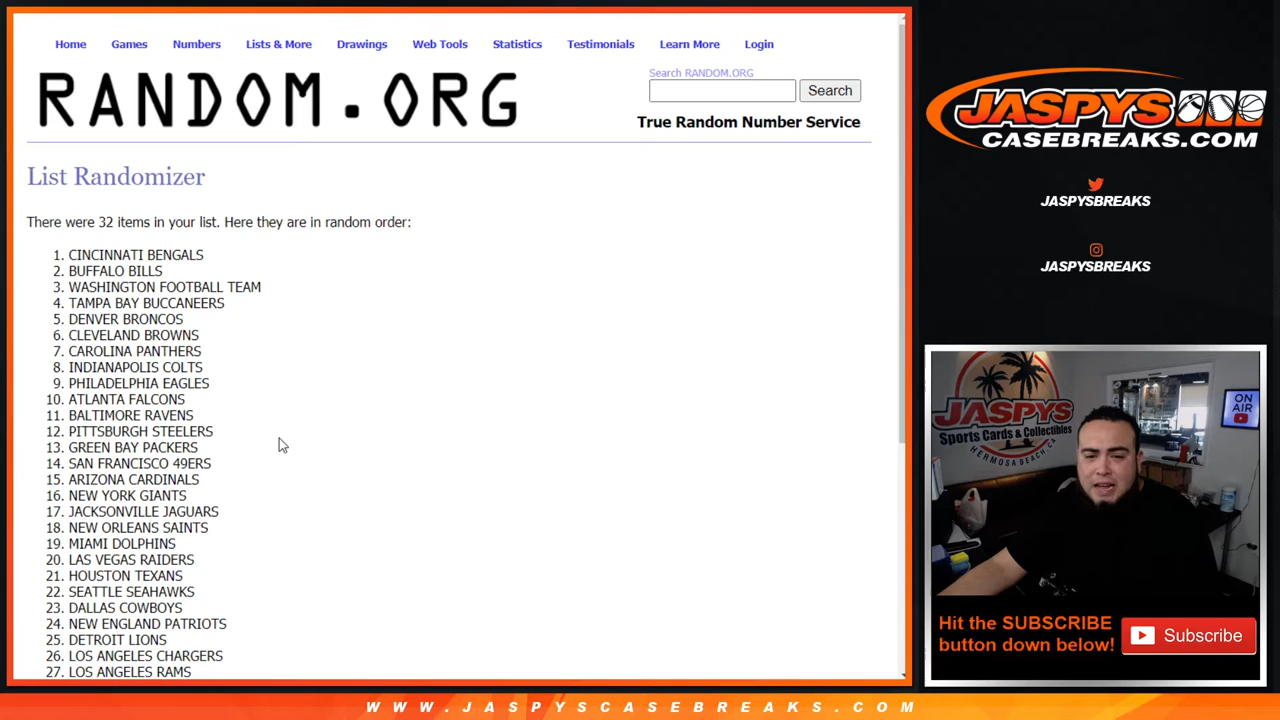 Home Games Numbers Lists & More Drawings Web Tools Statistics Testimonials Learn More Login
RANDOM.ORG
Search RANDOM.ORG
Search
True Random Number Service
List Randomizer
There were 32 items in your list. Here they are in random order:
1. CINCINNATI BENGALS
2. BUFFALO BILLS
3. WASHINGTON FOOTBALL TEAM
4. TAMPA BAY BUCCANEERS
5. DENVER BRONCOS
6. CLEVELAND BROWNS
7. CAROLINA PANTHERS
8. INDIANAPOLIS COLTS
9. PHILADELPHIA EAGLES
10. ATLANTA FALCONS
11. BALTIMORE RAVENS
12. PITTSBURGH STEELERS
13. GREEN BAY PACKERS
14. SAN FRANCISCO 49ERS
15. ARIZONA CARDINALS
16. NEW YORK GIANTS
17. JACKSONVILLE JAGUARS
18. NEW ORLEANS SAINTS
19. MIAMI DOLPHINS
20. LAS VEGAS RAIDERS
21. HOUSTON TEXANS
22. SEATTLE SEAHAWKS
23. DALLAS COWBOYS
24. NEW ENGLAND PATRIOTS
25. DETROIT LIONS
26. LOS ANGELES CHARGERS
27. LOS ANGELES RAMS
JASPYS
CASEBREAKS.COM
JASPYSBREAKS
JASPYSBREAKS
JASPYS
Sports Cards & Collectibles
HERMOSA BEACH, CA
ON
AIR
Hit the SUBSCRIBE
button down below!
Subscribe
WWW.JASPYSCASEBREAKS.COM